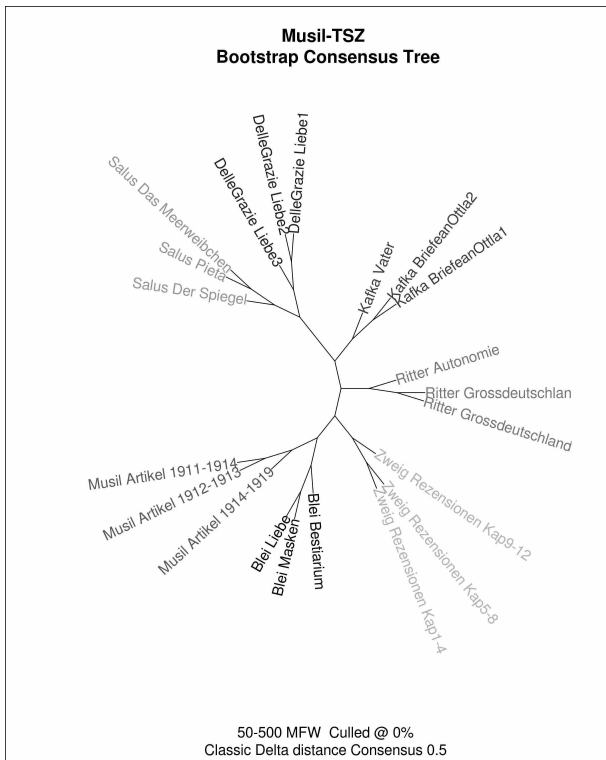 Musil-TSZ
Bootstrap Consensus Tree
DelleGrazie Liebe1
DelleGrazie Liebe2
DelleGrazie Liebe3
Salus Das Meerweibchen
Salus Pieta
Salus Der Spiegel
Kafka Vater
Kafka BriefeanOttla2
Kafka BriefeanOttla1
Ritter Autonomie
Ritter Grossdeutschlan
Ritter Grossdeutschland
Zweig Rezensionen Kap9-12
Zweig Rezensionen Kap5-8
Zweig Rezensionen Kap1-4
Musil Artikel 1911-1914
Musil Artikel 1912-1913
Musil Artikel 1914-1919
Blei Liebe
Blei Masken
Blei Bestiarium
50-500 MFW Culled @ 0%
Classic Delta distance Consensus 0.5